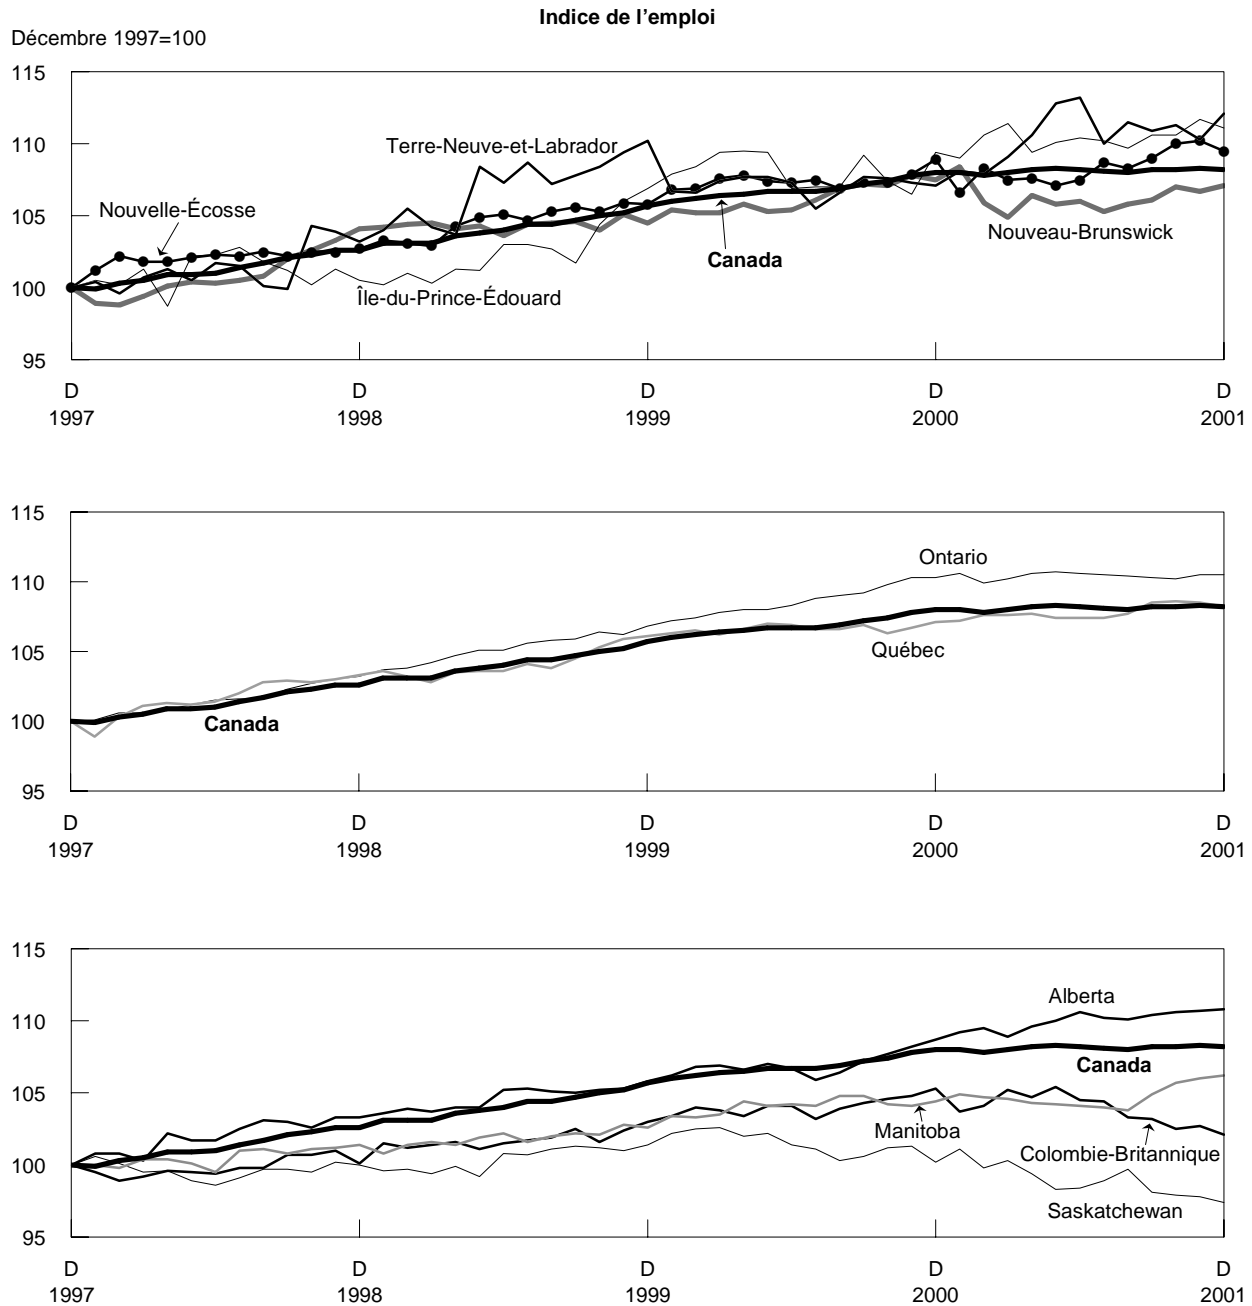 Indice de l'emploi
Décembre 1997=100
115
110
105
100
95
Terre-Neuve-et-Labrador
Nouvelle-Écosse
Nouveau-Brunswick
Canada
Île-du-Prince-Édouard
D D D D D
1997 1998 1999 2000 2001
115
110
105
100
95
Ontario
Québec
Canada
D D D D D
1997 1998 1999 2000 2001
115
110
105
100
95
Alberta
Canada
Manitoba
Colombie-Britannique
Saskatchewan
D D D D D
1997 1998 1999 2000 2001